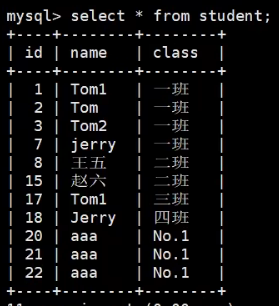 mysql> select * from student;
+----+-------+-------+
| id | name | class |
+----+-------+-------+
| 1 | Tom1 | 一班 |
| 2 | Tom | 一班 |
| 3 | Tom2 | 一班 |
| 7 | jerry | 一班 |
| 8 | 王五 | 二班 |
| 15 | 赵六 | 二班 |
| 17 | Tom1 | 三班 |
| 18 | Jerry | 四班 |
| 20 | aaa | No.1 |
| 21 | aaa | No.1 |
| 22 | aaa | No.1 |
+----+-------+-------+